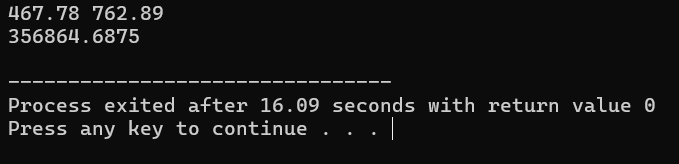 467.78 762.89
356864.6875
--------------------------------
Process exited after 16.09 seconds with return value 0
Press any key to continue . . .